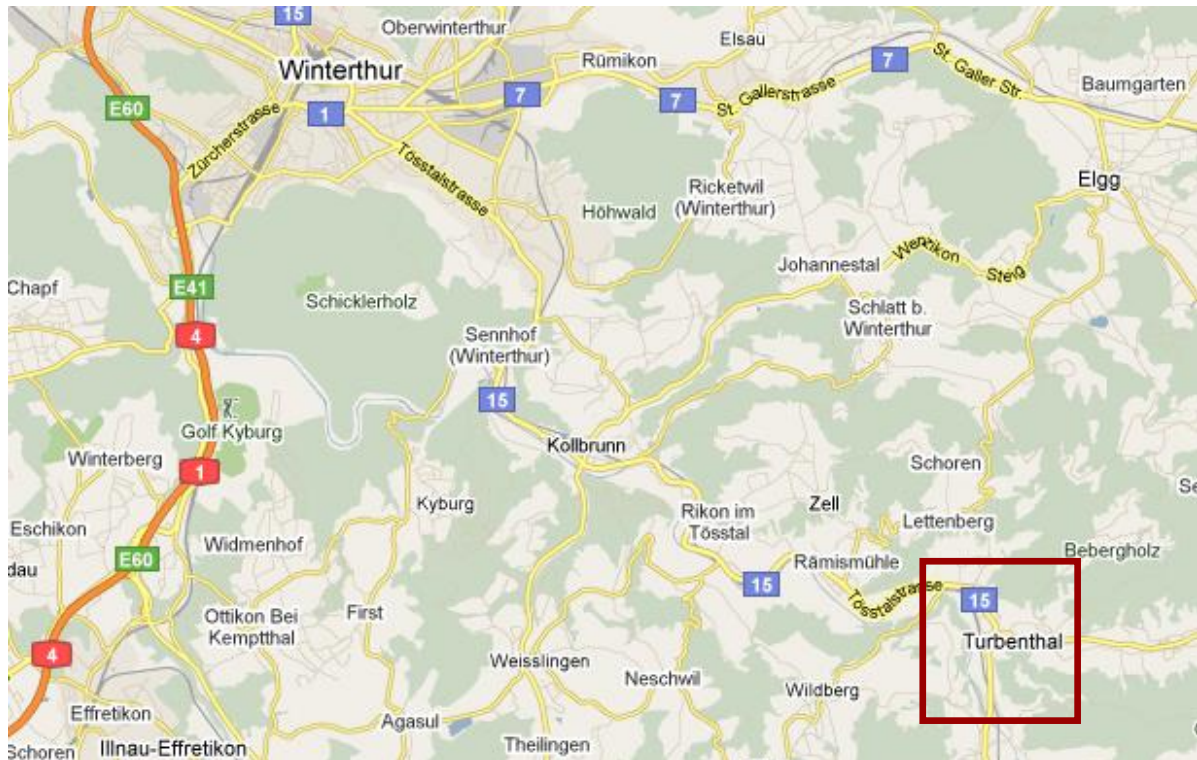 15
Oberwinterthur
Elsau
Winterthur
Rümikon
7
St. Galler Str.
E60
1
7
7
St. Gallerstrasse
Baumgarten
Zürcherstrasse
Tösstalstrasse
Elgg
Höhwald
Ricketwil
(Winterthur)
Johannestal
Wenzikon
Steig
Chapf
E41
Schicklerholz
Schlatt b.
Winterthur
4
Sennhof
(Winterthur)
15
Golf Kyburg
Kollbrunn
Winterberg
1
Schoren
Se
Kyburg
Rikon im
Tösstal
Zell
Lettenberg
Eschikon
Widmenhof
E60
Bebergholz
dau
Rämismühle
15
Tösstalstrasse
15
Ottikon Bei
Kemptthal
First
Turbenthal
4
Weisslingen
Neschwil
Wildberg
Effretikon
Agasul
Schoren
Illnau-Effretikon
Theilingen